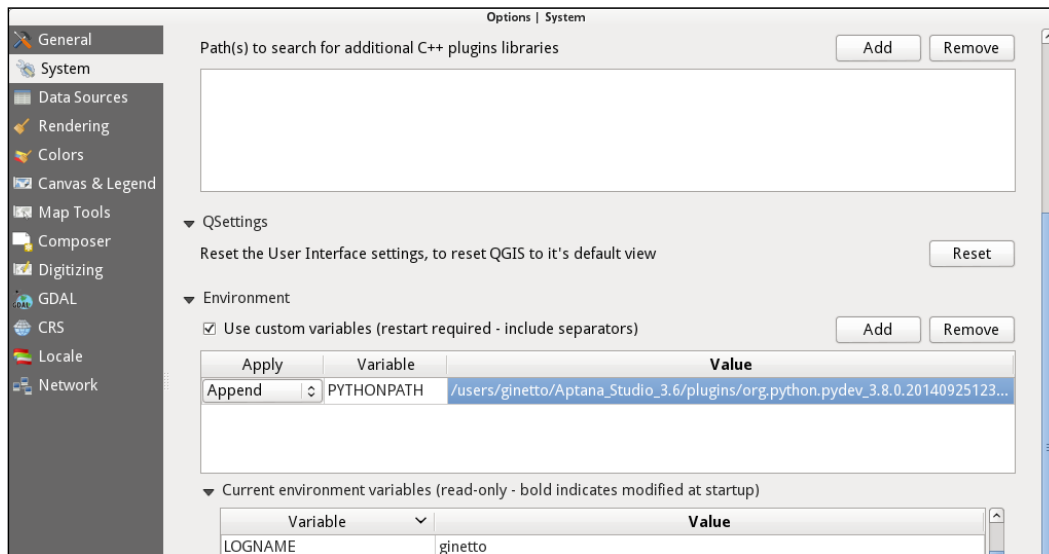 Options | System
General
System
Data Sources
Rendering
Colors
Canvas & Legend
Map Tools
Composer
Digitizing
GDAL
CRS
Locale
Network
Path(s) to search for additional C++ plugins libraries
Add
Remove
QSettings
Reset the User Interface settings, to reset QGIS to it's default view
Reset
Environment
Use custom variables (restart required - include separators)
Add
Remove
Apply
Variable
Value
Append
PYTHONPATH
/users/ginetto/Aptana_Studio_3.6/plugins/org.python.pydev_3.8.0.20140925123...
Current environment variables (read-only - bold indicates modified at startup)
Variable
Value
LOGNAME
ginetto